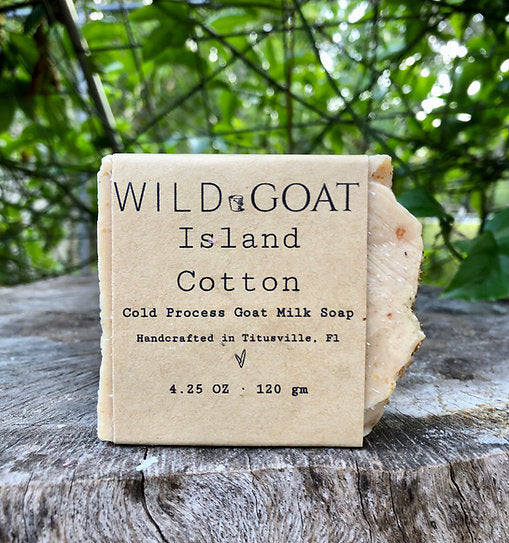 WILD GOAT
Island
Cotton
Cold Process Goat Milk Soap
Handcrafted in Titusville, Fl
4.25 OZ · 120 gm